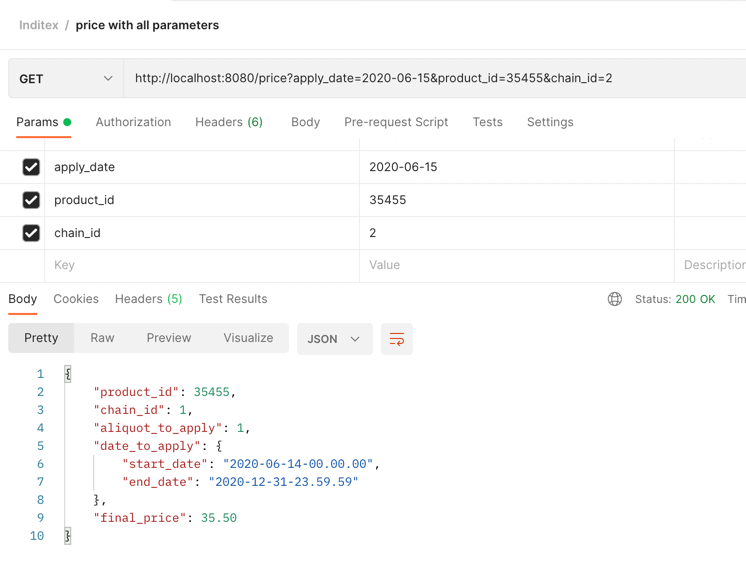 Inditex / price with all parameters
GET http://localhost:8080/price?apply_date=2020-06-15&product_id=35455&chain_id=2
Params Authorization Headers (6) Body Pre-request Script Tests Settings
apply_date 2020-06-15
product_id 35455
chain_id 2
Key Value Description
Body Cookies Headers (5) Test Results Status: 200 OK Tim
Pretty Raw Preview Visualize JSON
1 {
2 "product_id": 35455,
3 "chain_id": 1,
4 "aliquot_to_apply": 1,
5 "date_to_apply": {
6 "start_date": "2020-06-14-00.00.00",
7 "end_date": "2020-12-31-23.59.59"
8 },
9 "final_price": 35.50
10 }